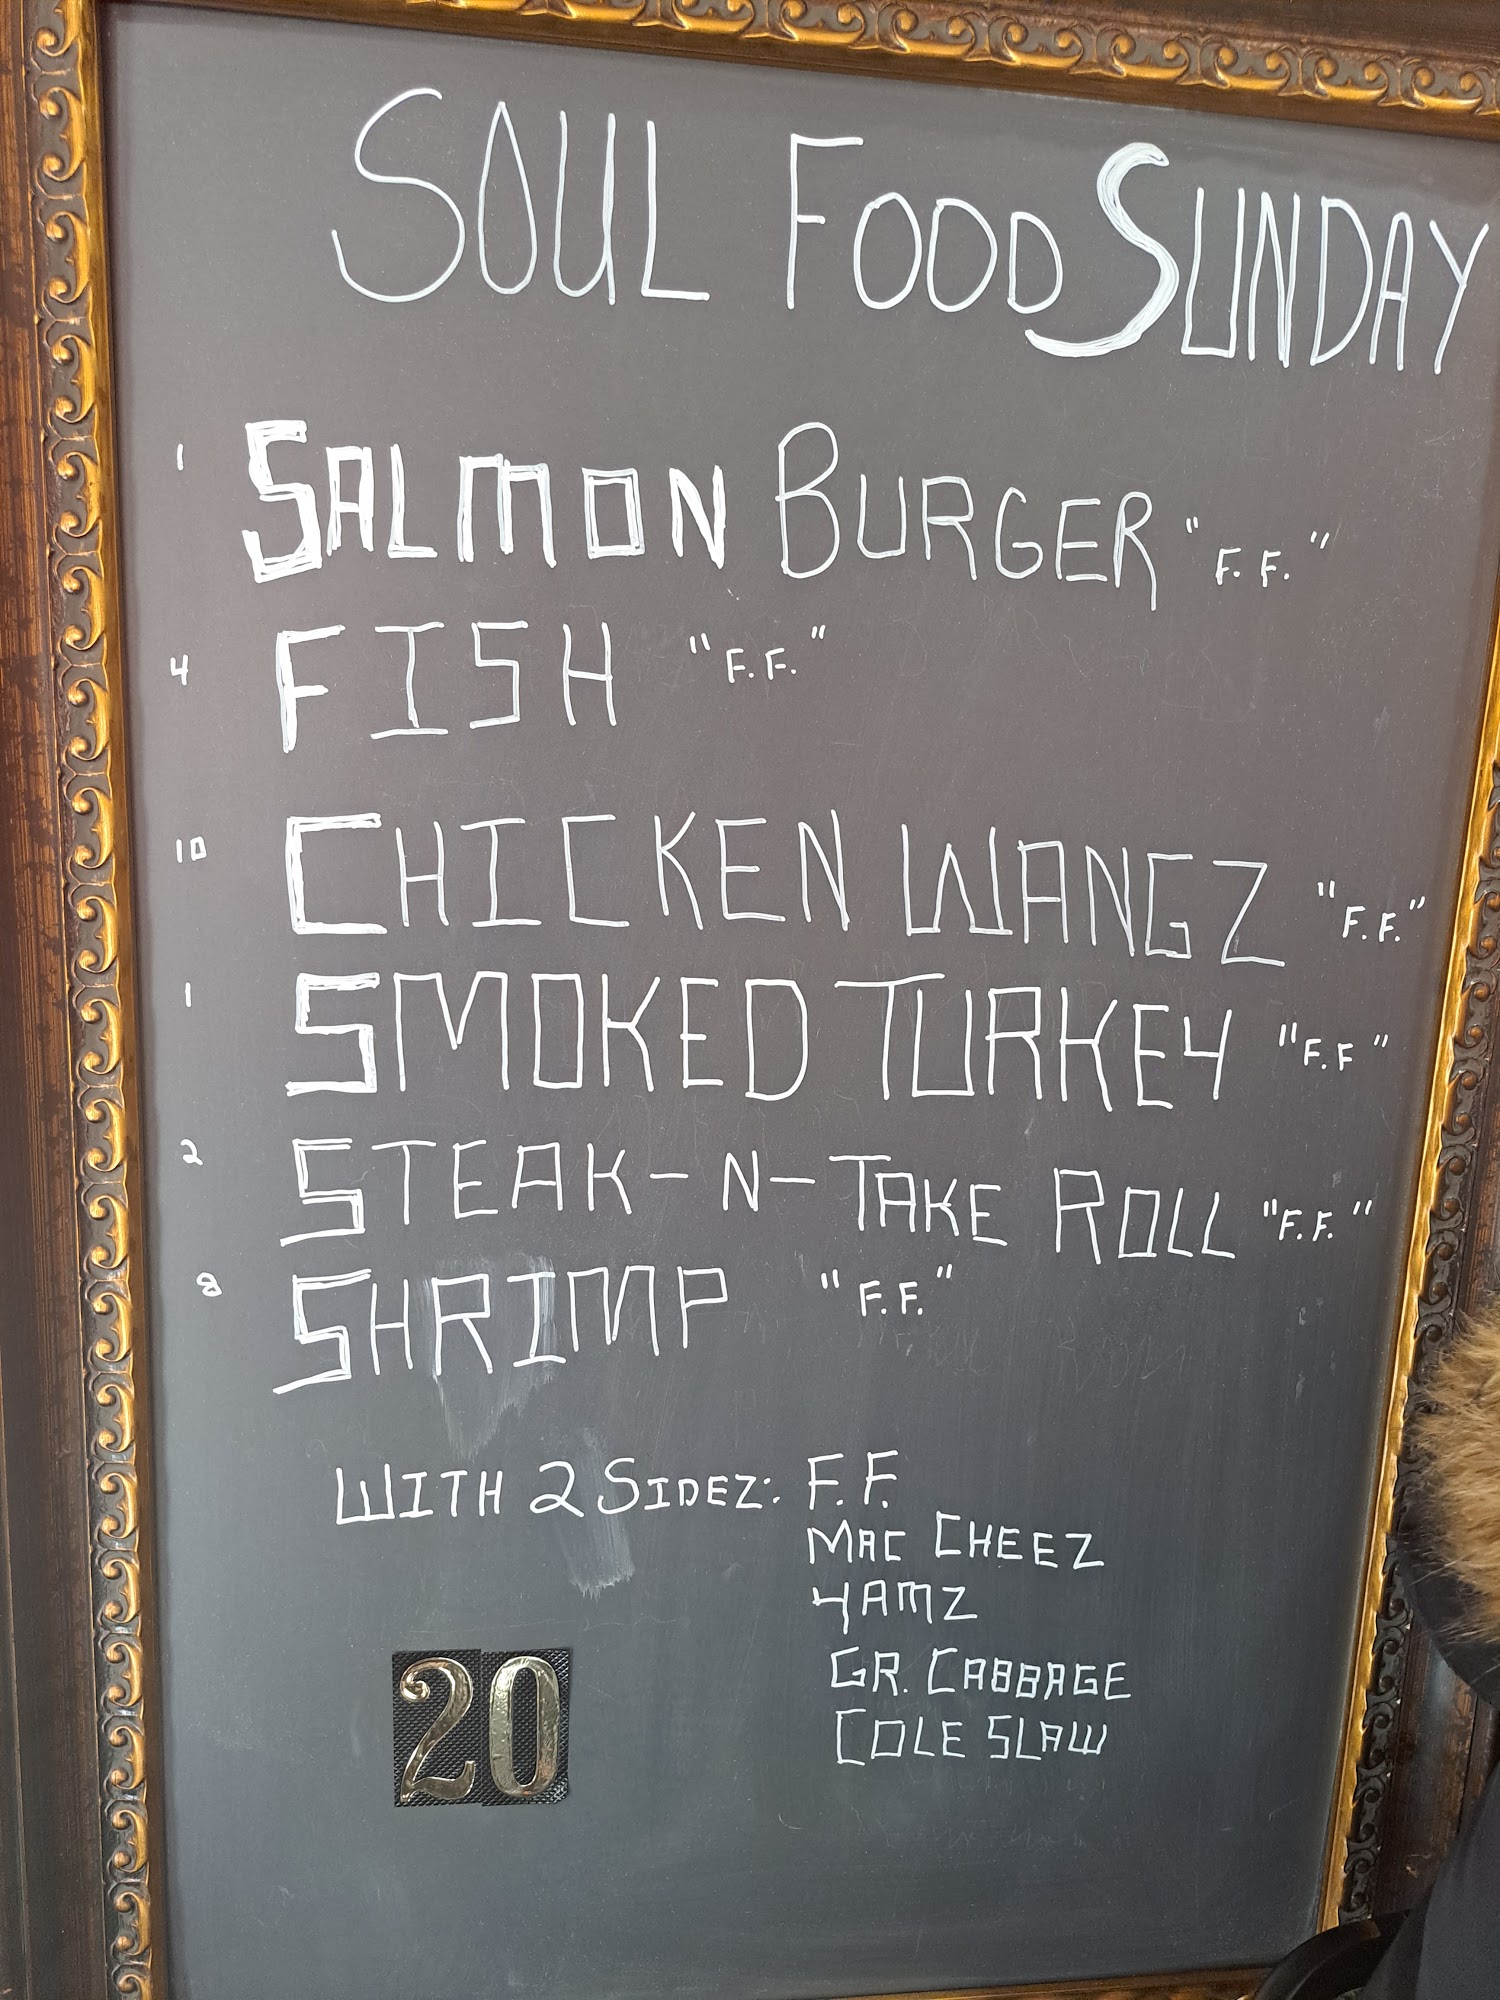 SOUL FOOD SUNDAY
1 SALMON BURGER "F.F."
4 FISH "F.F."
10 CHICKEN WANGZ "F.F."
1 SMOKED TURKEY "F.F"
2 STEAK-N-TAKE ROLL "F.F."
8 SHRIMP "F.F."
WITH 2 SIDEZ: F.F.
MAC CHEEZ
YAMZ
GR. CABBAGE
COLE SLAW
20